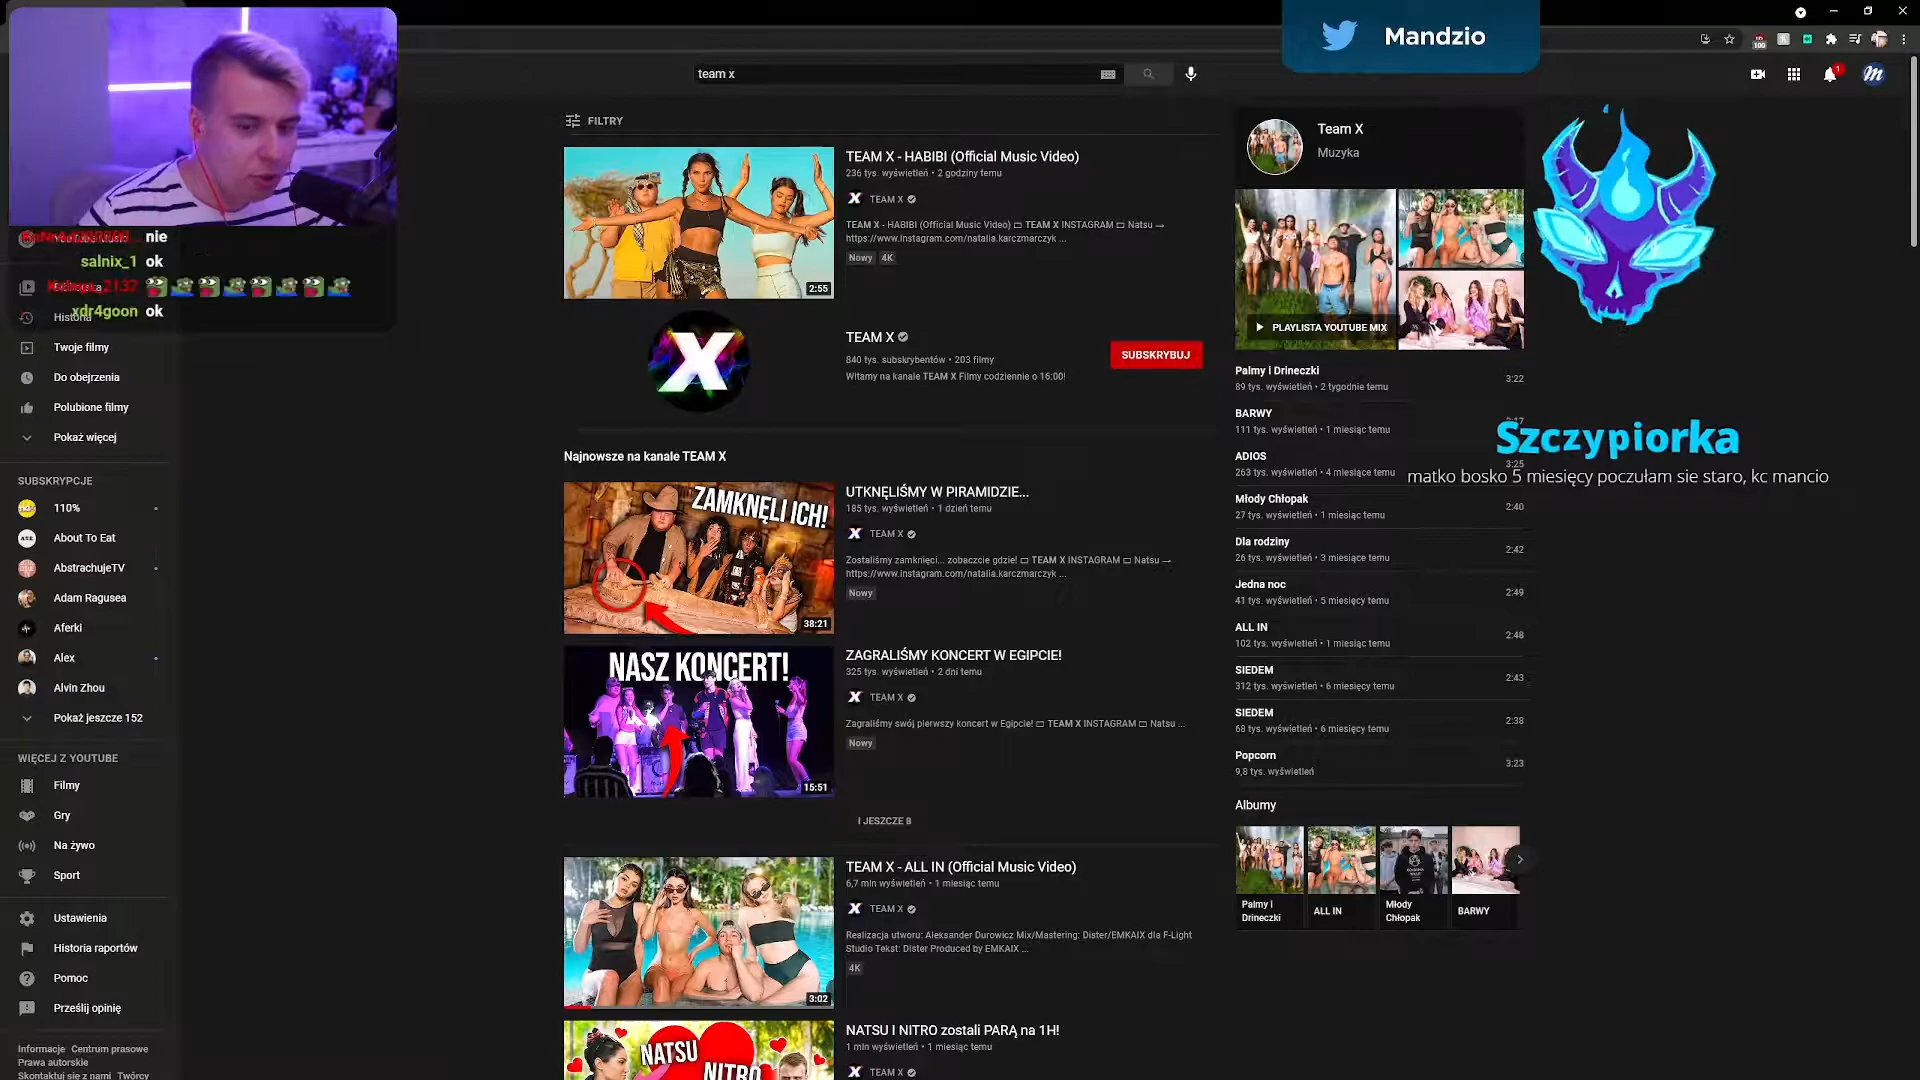 Mandzio
100
team x
1
nie
salnix_1 ok
xdr4goon ok
Historia
Twoje filmy
Do obejrzenia
Polubione filmy
Pokaż więcej
SUBSKRYPCJE
110%
About To Eat
AbstrachujeTV
Adam Ragusea
Aferki
Alex
Alvin Zhou
Pokaż jeszcze 152
WIĘCEJ Z YOUTUBE
Filmy
Gry
Na żywo
Sport
Ustawienia
Historia raportów
Pomoc
Prześlij opinię
Informacje Centrum prasowe
Prawa autorskie
Skontaktuj się z nami Twórcy
FILTRY
TEAM X - HABIBI (Official Music Video)
236 tys. wyświetleń • 2 godziny temu
TEAM X
TEAM X - HABIBI (Official Music Video) TEAM X INSTAGRAM Natsu →
https://www.instagram.com/natalia.karczmarczyk ...
Nowy 4K
2:55
X
TEAM X
840 tys. subskrybentów • 203 filmy
Witamy na kanale TEAM X Filmy codziennie o 16:00!
SUBSKRYBUJ
Najnowsze na kanale TEAM X
ZAMKNĘLI ICH!
38:21
UTKNĘLIŚMY W PIRAMIDZIE...
185 tys. wyświetleń • 1 dzień temu
TEAM X
Zostaliśmy zamknięci... zobaczcie gdzie! TEAM X INSTAGRAM Natsu →
https://www.instagram.com/natalia.karczmarczyk ...
Nowy
NASZ KONCERT!
15:51
ZAGRALIŚMY KONCERT W EGIPCIE!
325 tys. wyświetleń • 2 dni temu
TEAM X
Zagraliśmy swój pierwszy koncert w Egipcie! TEAM X INSTAGRAM Natsu ...
Nowy
I JESZCZE 8
3:02
TEAM X - ALL IN (Official Music Video)
6,7 mln wyświetleń • 1 miesiąc temu
TEAM X
Realizacja utworu: Aleksander Durowicz Mix/Mastering: Dister/EMKAIX dla F-Light
Studio Tekst: Dister Produced by EMKAIX ...
4K
NATSU
NITRO
NATSU I NITRO zostali PARĄ na 1H!
1 mln wyświetleń • 1 miesiąc temu
TEAM X
Team X
Muzyka
PLAYLISTA YOUTUBE MIX
Palmy i Drineczki
89 tys. wyświetleń • 2 tygodnie temu
3:22
BARWY
111 tys. wyświetleń • 1 miesiąc temu
ADIOS
263 tys. wyświetleń • 4 miesiące temu
3:25
Młody Chłopak
27 tys. wyświetleń • 1 miesiąc temu
2:40
Dla rodziny
26 tys. wyświetleń • 3 miesiące temu
2:42
Jedna noc
41 tys. wyświetleń • 5 miesięcy temu
2:49
ALL IN
102 tys. wyświetleń • 1 miesiąc temu
2:48
SIEDEM
312 tys. wyświetleń • 6 miesięcy temu
2:43
SIEDEM
68 tys. wyświetleń • 6 miesięcy temu
2:38
Popcorn
9,8 tys. wyświetleń
3:23
Albumy
Palmy i
Drineczki
ALL IN
Młody
Chłopak
BARWY
Szczypiorka
matko bosko 5 miesięcy poczułam sie staro, kc mancio